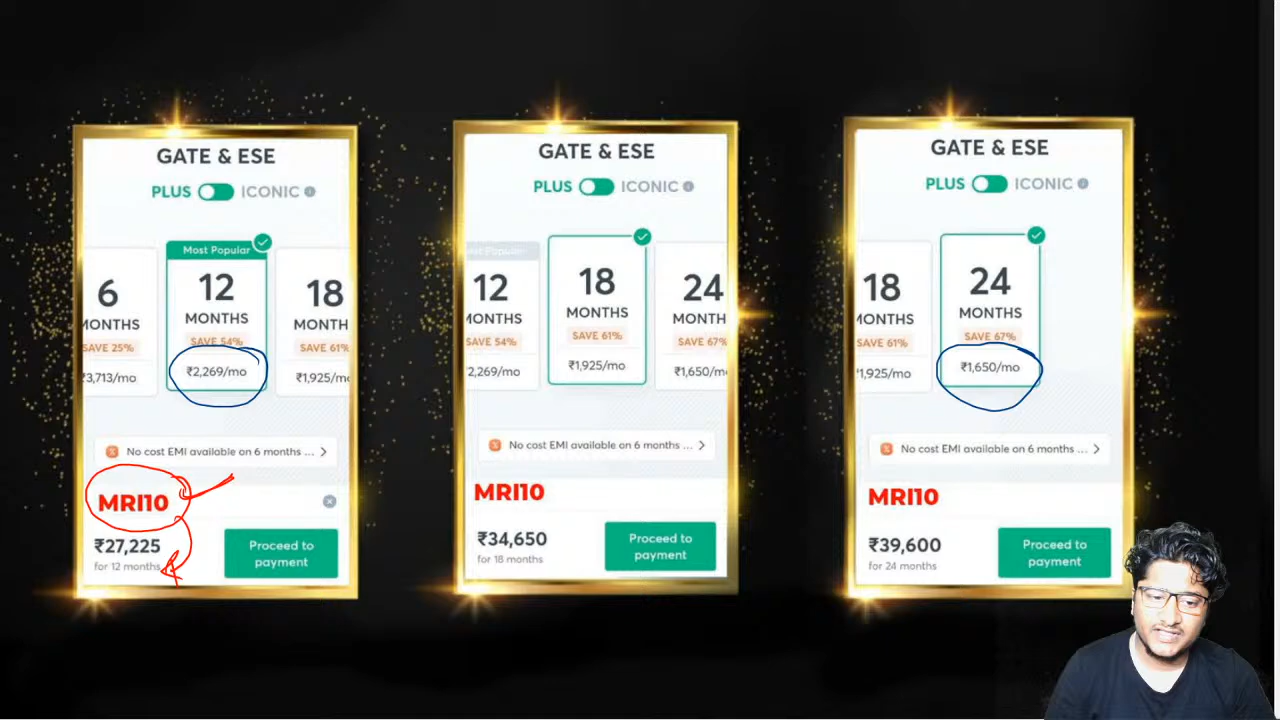 GATE & ESE
PLUS ICONIC
6
MONTHS
SAVE 25%
₹3,713/mo
Most Popular
12
MONTHS
SAVE 54%
₹2,269/mo
18
MONTH
SAVE 61%
₹1,925/mo
No cost EMI available on 6 months ...
MRI10
₹27,225
for 12 months
Proceed to
payment
GATE & ESE
PLUS ICONIC
Most Popular
12
MONTHS
SAVE 54%
2,269/mo
18
MONTHS
SAVE 61%
₹1,925/mo
24
MONTH
SAVE 67%
₹1,650/mo
No cost EMI available on 6 months ...
MRI10
₹34,650
for 18 months
Proceed to
payment
GATE & ESE
PLUS ICONIC
18
MONTHS
SAVE 61%
1,925/mo
24
MONTHS
SAVE 67%
₹1,650/mo
No cost EMI available on 6 months ...
MRI10
₹39,600
for 24 months
Proceed to
payment